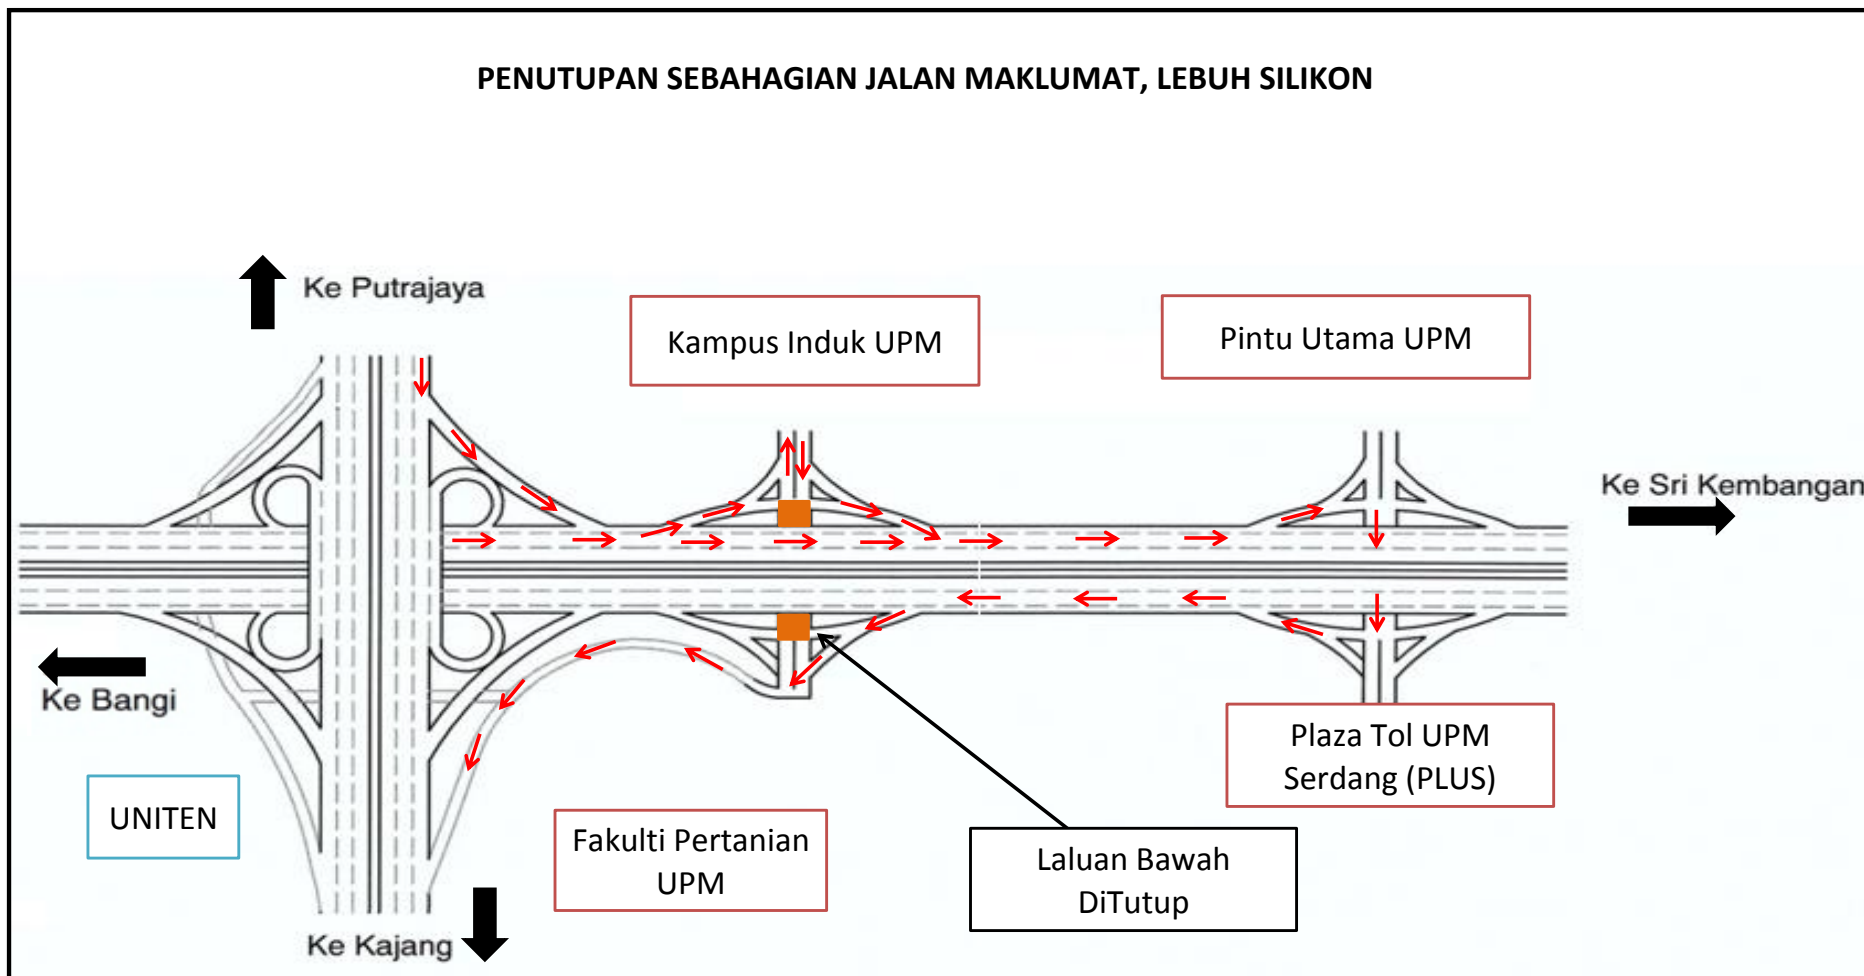 PENUTUPAN SEBAHAGIAN JALAN MAKLUMAT, LEBUH SILIKON
Ke Putrajaya
Kampus Induk UPM
Pintu Utama UPM
Ke Sri Kembangan
Ke Bangi
UNITEN
Fakulti Pertanian
UPM
Laluan Bawah
DiTutup
Plaza Tol UPM
Serdang (PLUS)
Ke Kajang